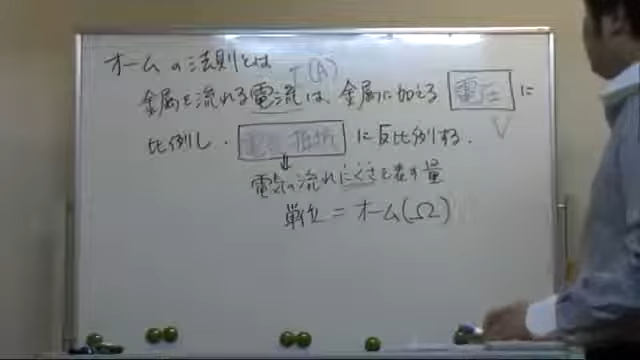 オームの法則とは
I(A)
金属を流れる電流は、金属に加える 電圧 に
V
比例し、電気抵抗 に反比例する.
電気の流れにくさを表す量
単位 = オーム(Ω)